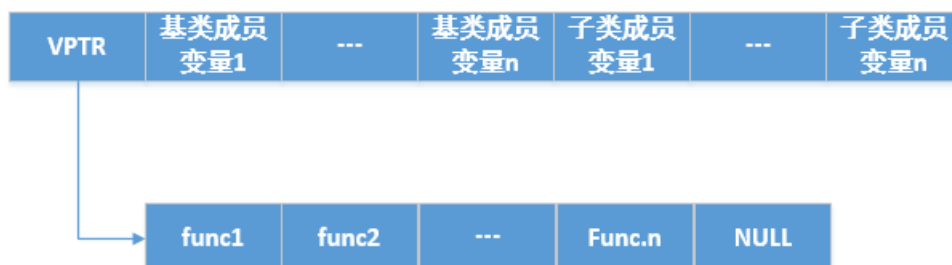 VPTR
基类成员
变量1
---
基类成员
变量n
子类成员
变量1
---
子类成员
变量n
func1
func2
---
Func.n
NULL